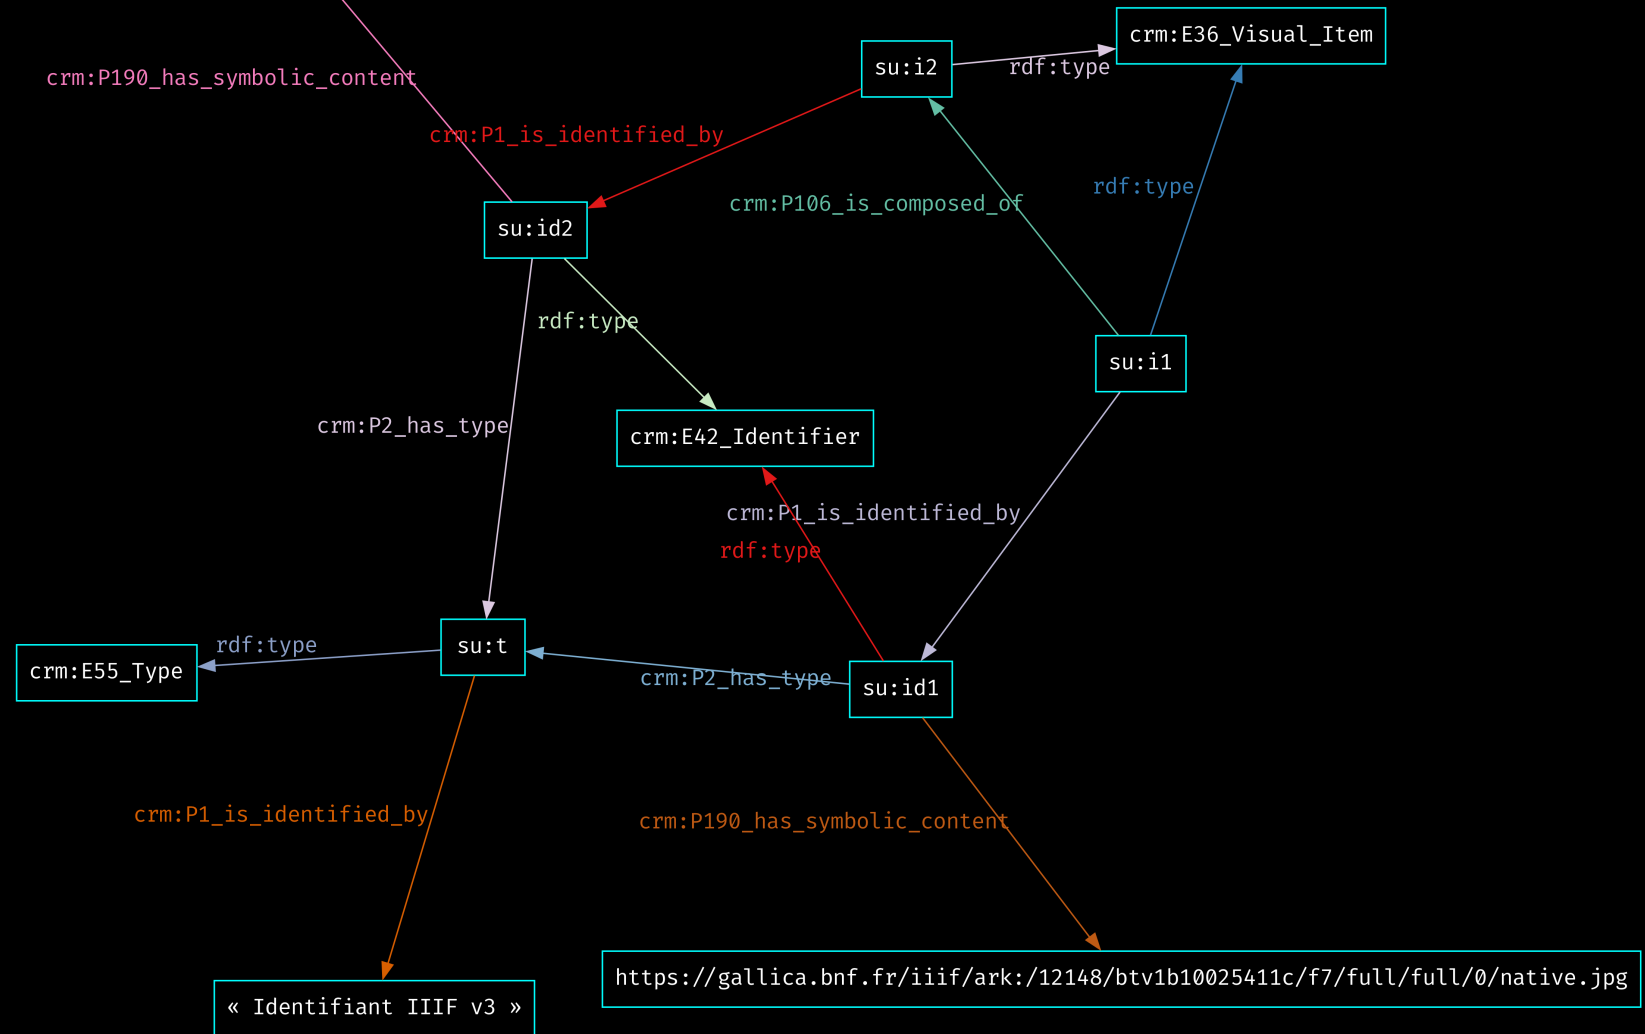 crm:E36_Visual_Item
su:i2
rdf:type
crm:P190_has_symbolic_content
crm:P1_is_identified_by
rdf:type
crm:P106_is_composed_of
su:id2
rdf:type
su:i1
crm:P2_has_type
crm:E42_Identifier
crm:P1_is_identified_by
rdf:type
su:t
rdf:type
crm:E55_Type
crm:P2_has_type
su:id1
crm:P1_is_identified_by
crm:P190_has_symbolic_content
https://gallica.bnf.fr/iiif/ark:/12148/btv1b10025411c/f7/full/full/0/native.jpg
« Identifiant IIIF v3 »